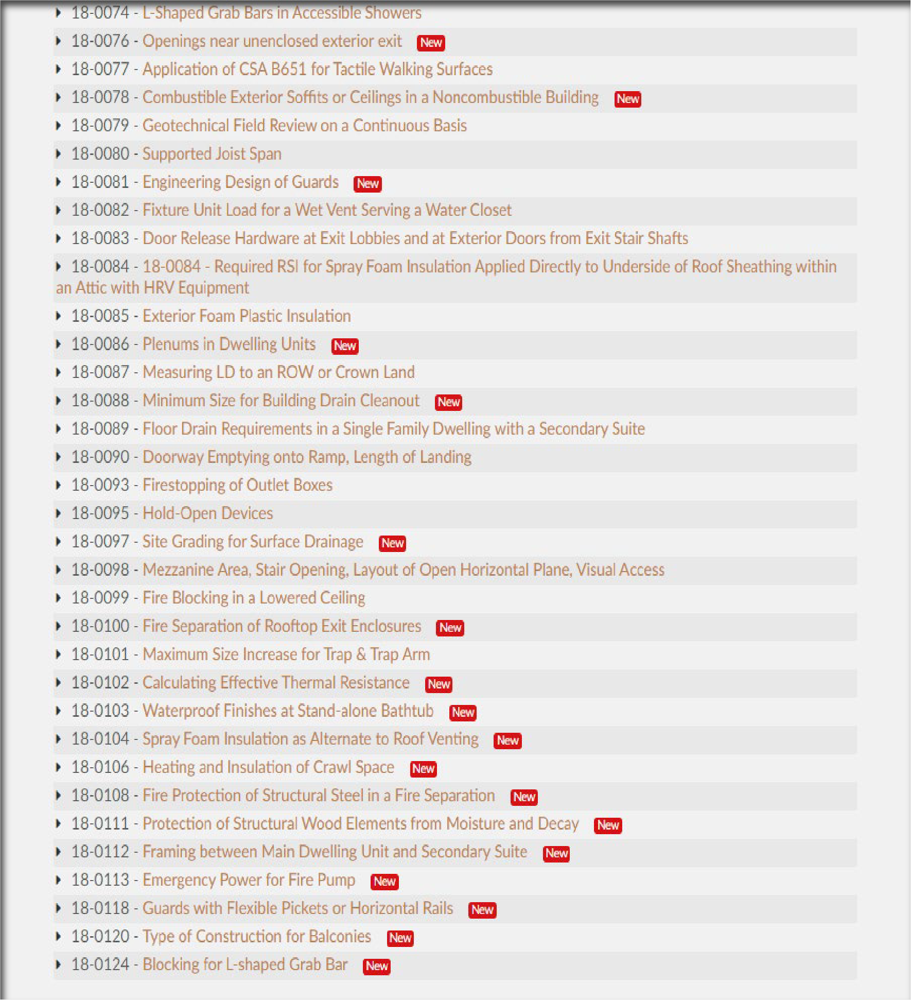 18-0074 - L-Shaped Grab Bars in Accessible Showers
18-0076 - Openings near unenclosed exterior exit New
18-0077 - Application of CSA B651 for Tactile Walking Surfaces
18-0078 - Combustible Exterior Soffits or Ceilings in a Noncombustible Building New
18-0079 - Geotechnical Field Review on a Continuous Basis
18-0080 - Supported Joist Span
18-0081 - Engineering Design of Guards New
18-0082 - Fixture Unit Load for a Wet Vent Serving a Water Closet
18-0083 - Door Release Hardware at Exit Lobbies and at Exterior Doors from Exit Stair Shafts
18-0084 - 18-0084 - Required RSI for Spray Foam Insulation Applied Directly to Underside of Roof Sheathing within
an Attic with HRV Equipment
18-0085 - Exterior Foam Plastic Insulation
18-0086 - Plenums in Dwelling Units New
18-0087 - Measuring LD to an ROW or Crown Land
18-0088 - Minimum Size for Building Drain Cleanout New
18-0089 - Floor Drain Requirements in a Single Family Dwelling with a Secondary Suite
18-0090 - Doorway Emptying onto Ramp, Length of Landing
18-0093 - Firestopping of Outlet Boxes
18-0095 - Hold-Open Devices
18-0097 - Site Grading for Surface Drainage New
18-0098 - Mezzanine Area, Stair Opening, Layout of Open Horizontal Plane, Visual Access
18-0099 - Fire Blocking in a Lowered Ceiling
18-0100 - Fire Separation of Rooftop Exit Enclosures New
18-0101 - Maximum Size Increase for Trap & Trap Arm
18-0102 - Calculating Effective Thermal Resistance New
18-0103 - Waterproof Finishes at Stand-alone Bathtub New
18-0104 - Spray Foam Insulation as Alternate to Roof Venting New
18-0106 - Heating and Insulation of Crawl Space New
18-0108 - Fire Protection of Structural Steel in a Fire Separation New
18-0111 - Protection of Structural Wood Elements from Moisture and Decay New
18-0112 - Framing between Main Dwelling Unit and Secondary Suite New
18-0113 - Emergency Power for Fire Pump New
18-0118 - Guards with Flexible Pickets or Horizontal Rails New
18-0120 - Type of Construction for Balconies New
18-0124 - Blocking for L-shaped Grab Bar New